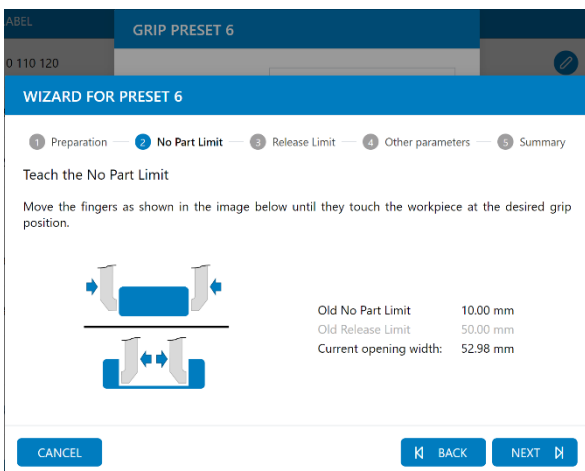 ABEL
GRIP PRESET 6
0 110 120
WIZARD FOR PRESET 6
1 Preparation 2 No Part Limit 3 Release Limit 4 Other parameters 5 Summary
Teach the No Part Limit
Move the fingers as shown in the image below until they touch the workpiece at the desired grip
position.
Old No Part Limit 10.00 mm
Old Release Limit 50.00 mm
Current opening width: 52.98 mm
CANCEL BACK NEXT